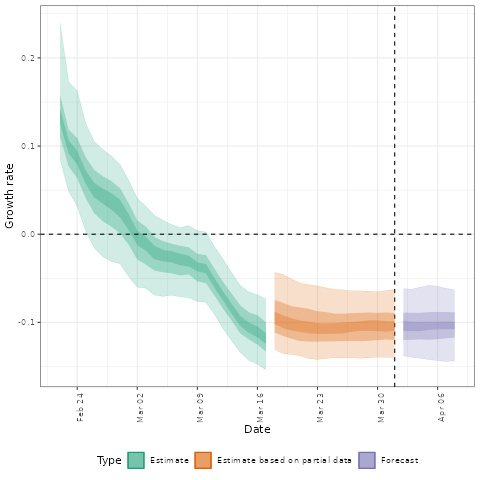 0.2
0.1
0.0
-0.1
Growth rate
Feb 24
Mar 02
Mar 09
Mar 16
Mar 23
Mar 30
Apr 06
Date
Type Estimate Estimate based on partial data Forecast